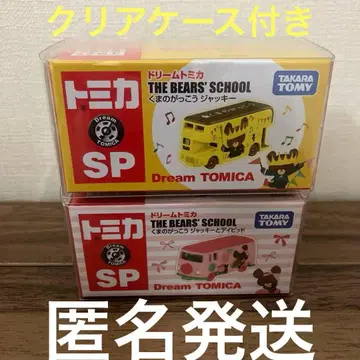 クリアケース付き
トミカ
Dream
TOMICA
SP
ドリームトミカ
THE BEARS' SCHOOL
くまのがっこう ジャッキー
TAKARA
TOMY
Dream TOMICA
トミカ
Dream
TOMICA
SP
ドリームトミカ
THE BEARS' SCHOOL
くまのがっこう ジャッキーとデイビッド
TAKARA
TOMY
Dream TOMICA
匿名発送